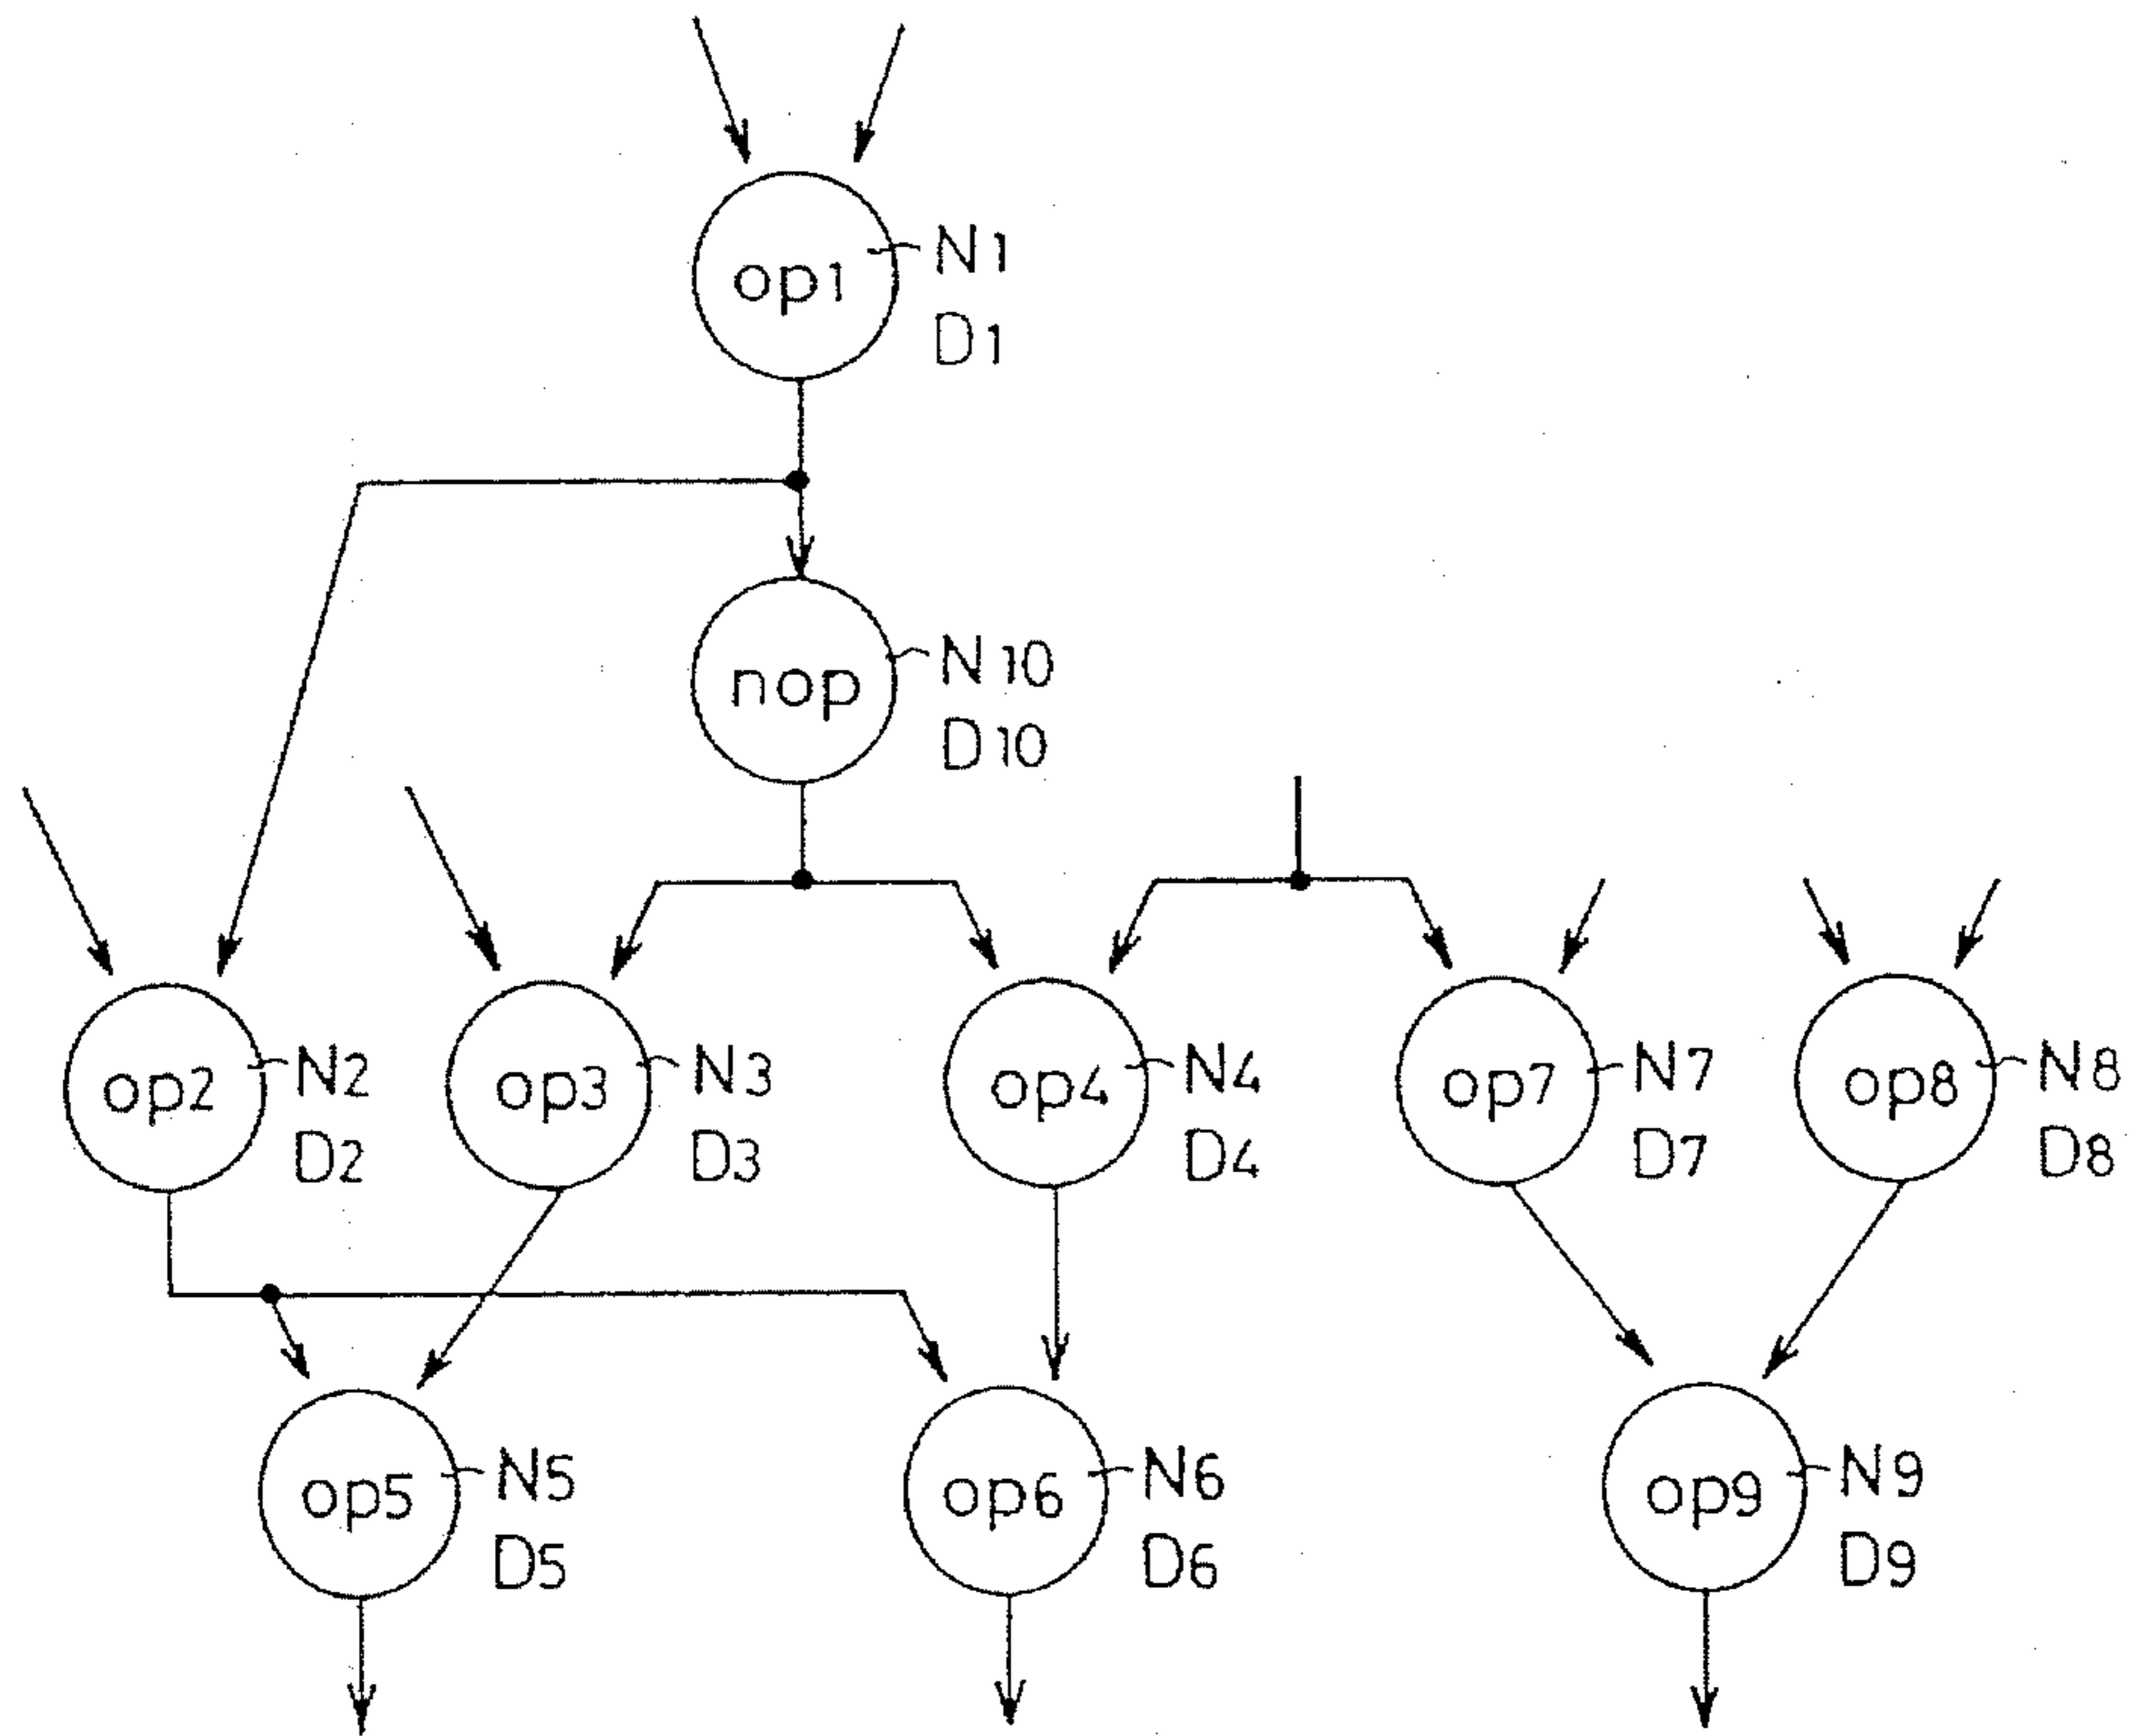 op1 N1
D1
nop N10
D10
op2 N2 op3 N3 op4 N4 op7 N7 op8 N8
D2 D3 D4 D7 D8
op5 N5 op6 N6 op9 N9
D5 D6 D9